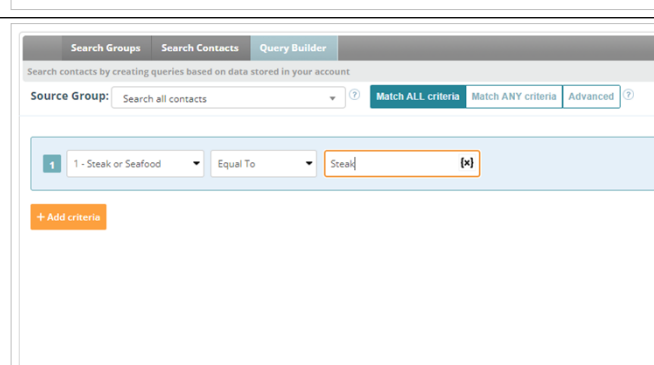 Search Groups Search Contacts Query Builder
Search contacts by creating queries based on data stored in your account
Source Group: Search all contacts ? Match ALL criteria Match ANY criteria Advanced ?
1 1 - Steak or Seafood Equal To Steak {x}
+ Add criteria